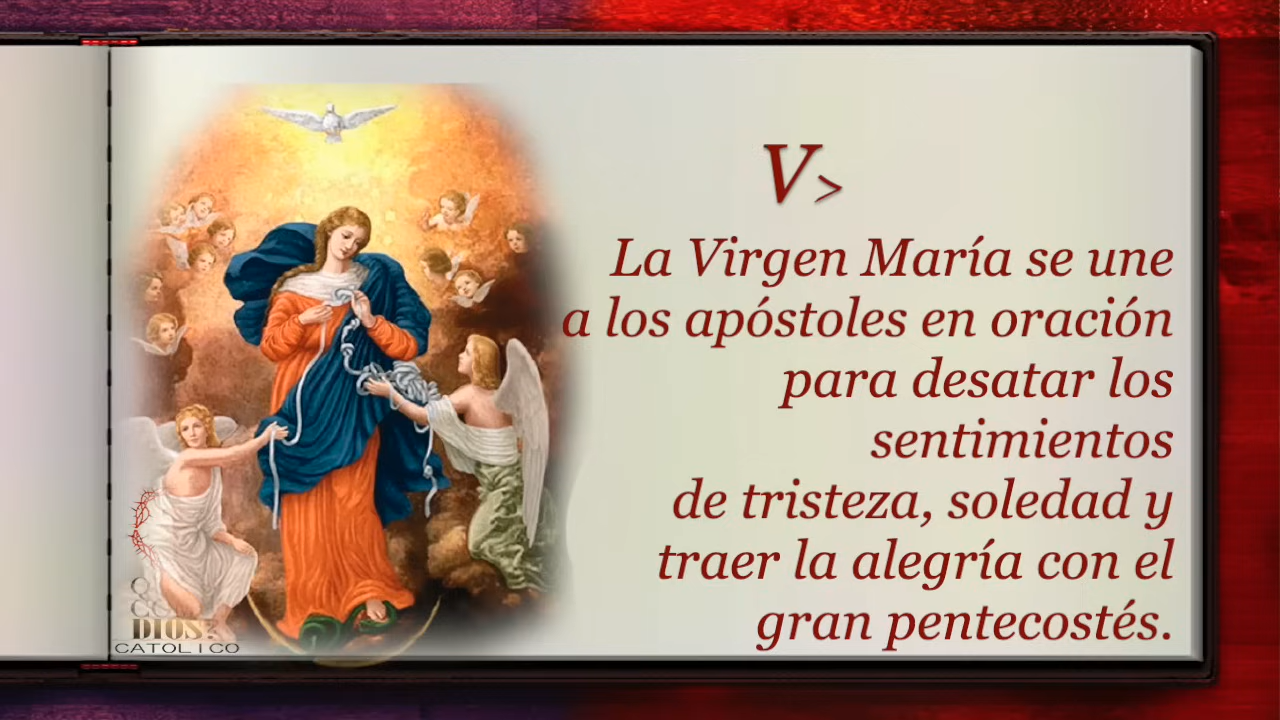 V>
La Virgen María se une
a los apóstoles en oración
para desatar los
sentimientos
de tristeza, soledad y
traer la alegría con el
gran pentecostés.
DIOS?
CATOLICO